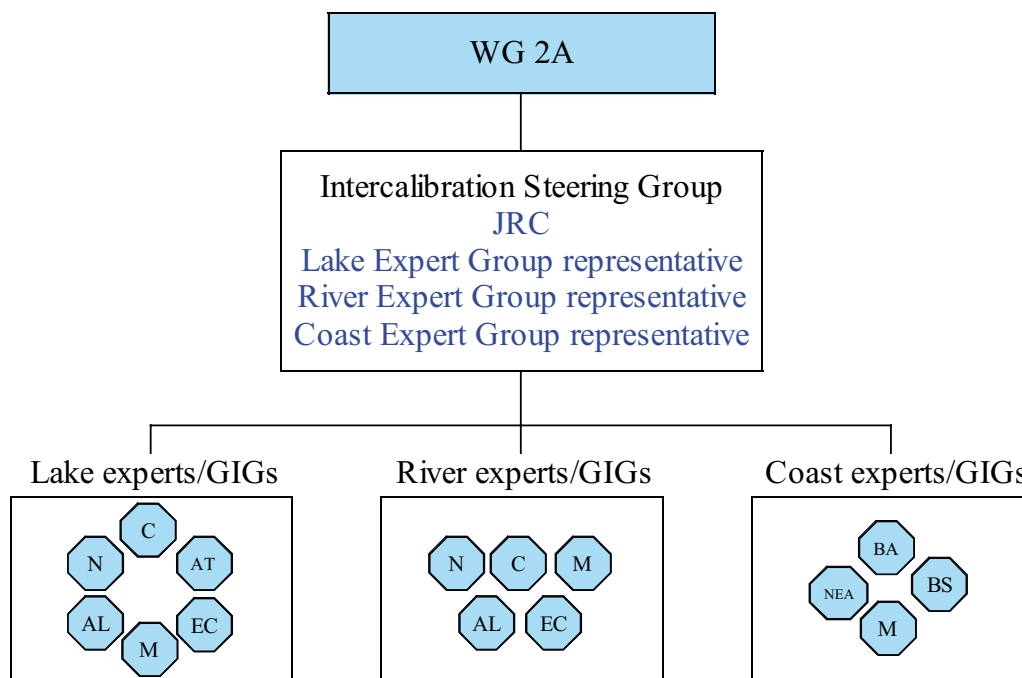 WG 2A
Intercalibration Steering Group
JRC
Lake Expert Group representative
River Expert Group representative
Coast Expert Group representative
Lake experts/GIGs
C
N
AT
AL
EC
M
River experts/GIGs
N C M
AL EC
Coast experts/GIGs
BA
NEA
BS
M